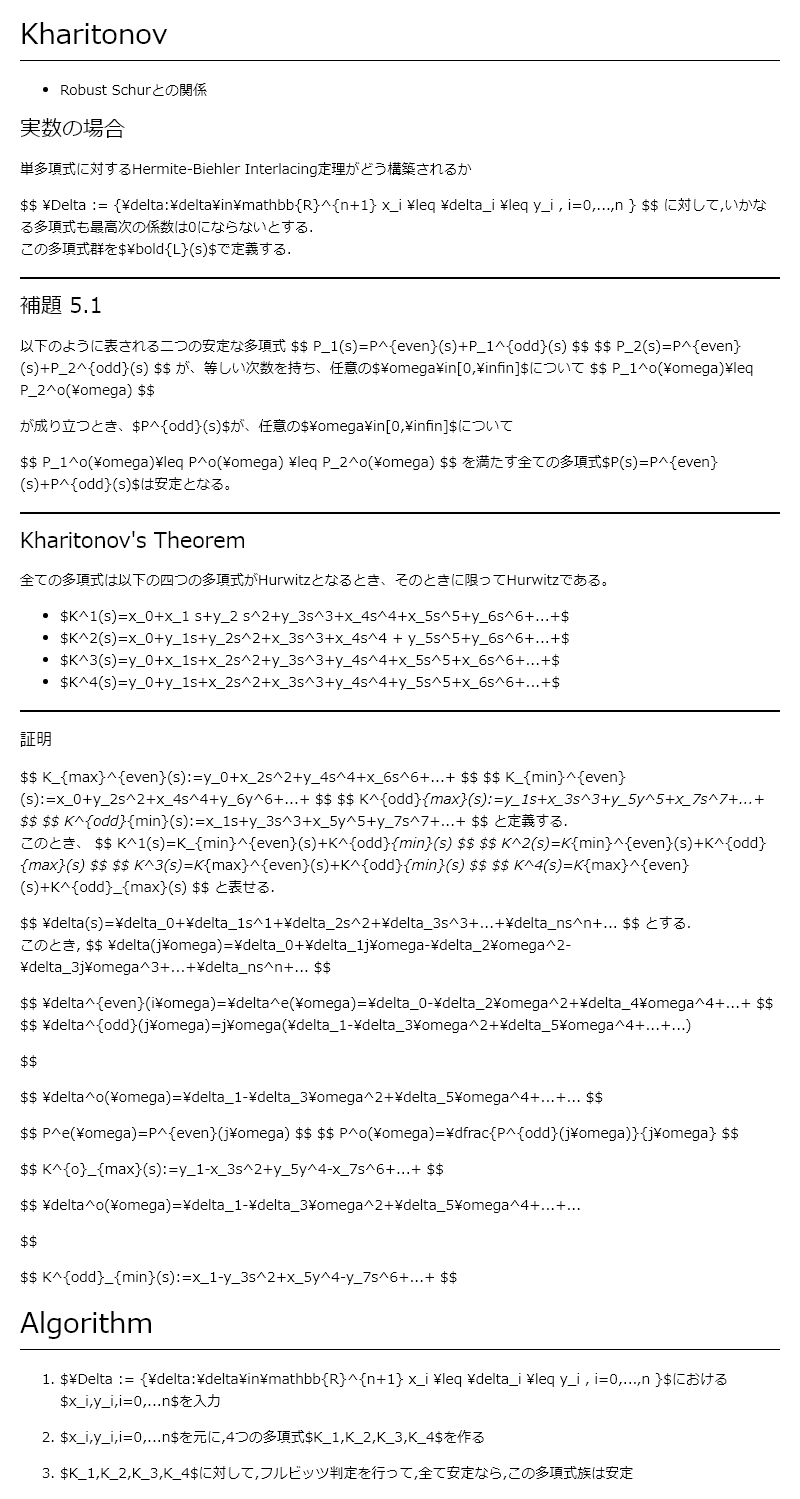 Kharitonov
• Robust Schurとの関係
実数の場合
単多項式に対するHermite-Biehler Interlacing定理がどう構築されるか
$$ ¥Delta := {¥delta:¥delta¥in¥mathbb{R}^{n+1} x_i ¥leq ¥delta_i ¥leq y_i , i=0,...,n } $$ に対して,いかな
る多項式も最高次の係数は0にならないとする.
この多項式群を$¥bold{L}(s)$で定義する.
補題 5.1
以下のように表される二つの安定な多項式 $$ P_1(s)=P^{even}(s)+P_1^{odd}(s) $$ $$ P_2(s)=P^{even}
(s)+P_2^{odd}(s) $$ が、等しい次数を持ち、任意の$¥omega¥in[0,¥infin]$について $$ P_1^o(¥omega)¥leq
P_2^o(¥omega) $$
が成り立つとき、$P^{odd}(s)$が、任意の$¥omega¥in[0,¥infin]$について
$$ P_1^o(¥omega)¥leq P^o(¥omega) ¥leq P_2^o(¥omega) $$ を満たす全ての多項式$P(s)=P^{even}
(s)+P^{odd}(s)$は安定となる。
Kharitonov's Theorem
全ての多項式は以下の四つの多項式がHurwitzとなるとき、そのときに限ってHurwitzである。
• $K^1(s)=x_0+x_1 s+y_2 s^2+y_3s^3+x_4s^4+x_5s^5+y_6s^6+...+$
• $K^2(s)=x_0+y_1s+y_2s^2+x_3s^3+x_4s^4 + y_5s^5+y_6s^6+...+$
• $K^3(s)=y_0+x_1s+x_2s^2+y_3s^3+y_4s^4+x_5s^5+x_6s^6+...+$
• $K^4(s)=y_0+y_1s+x_2s^2+x_3s^3+y_4s^4+y_5s^5+x_6s^6+...+$
証明
$$ K_{max}^{even}(s):=y_0+x_2s^2+y_4s^4+x_6s^6+...+ $$ $$ K_{min}^{even}
(s):=x_0+y_2s^2+x_4s^4+y_6y^6+...+ $$ $$ K^{odd}{max}(s):=y_1s+x_3s^3+y_5y^5+x_7s^7+...+
$$ $$ K^{odd}{min}(s):=x_1s+y_3s^3+x_5y^5+y_7s^7+...+ $$ と定義する.
このとき、 $$ K^1(s)=K_{min}^{even}(s)+K^{odd}{min}(s) $$ $$ K^2(s)=K{min}^{even}(s)+K^{odd}
{max}(s) $$ $$ K^3(s)=K{max}^{even}(s)+K^{odd}{min}(s) $$ $$ K^4(s)=K{max}^{even}
(s)+K^{odd}_{max}(s) $$ と表せる.
$$ ¥delta(s)=¥delta_0+¥delta_1s^1+¥delta_2s^2+¥delta_3s^3+...+¥delta_ns^n+... $$ とする.
このとき, $$ ¥delta(j¥omega)=¥delta_0+¥delta_1j¥omega-¥delta_2¥omega^2-
¥delta_3j¥omega^3+...+¥delta_ns^n+... $$
$$ ¥delta^{even}(i¥omega)=¥delta^e(¥omega)=¥delta_0-¥delta_2¥omega^2+¥delta_4¥omega^4+...+ $$
$$ ¥delta^{odd}(j¥omega)=j¥omega(¥delta_1-¥delta_3¥omega^2+¥delta_5¥omega^4+...+...)
$$
$$ ¥delta^o(¥omega)=¥delta_1-¥delta_3¥omega^2+¥delta_5¥omega^4+...+... $$
$$ P^e(¥omega)=P^{even}(j¥omega) $$ $$ P^o(¥omega)=¥dfrac{P^{odd}(j¥omega)}{j¥omega} $$
$$ K^{o}_{max}(s):=y_1-x_3s^2+y_5y^4-x_7s^6+...+ $$
$$ ¥delta^o(¥omega)=¥delta_1-¥delta_3¥omega^2+¥delta_5¥omega^4+...+...
$$
$$ K^{odd}_{min}(s):=x_1-y_3s^2+x_5y^4-y_7s^6+...+ $$
Algorithm
1. $¥Delta := {¥delta:¥delta¥in¥mathbb{R}^{n+1} x_i ¥leq ¥delta_i ¥leq y_i , i=0,...,n }$における
$x_i,y_i,i=0,...n$を入力
2. $x_i,y_i,i=0,...n$を元に,4つの多項式$K_1,K_2,K_3,K_4$を作る
3. $K_1,K_2,K_3,K_4$に対して,フルビッツ判定を行って,全て安定なら,この多項式族は安定